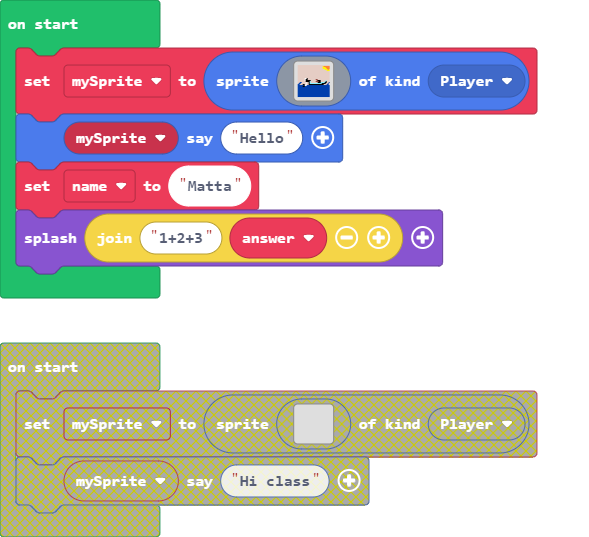 on start
set mySprite to sprite of kind Player
mySprite say "Hello"
set name to "Matta"
splash join "1+2+3" answer
on start
set mySprite to sprite of kind Player
mySprite say "Hi class"